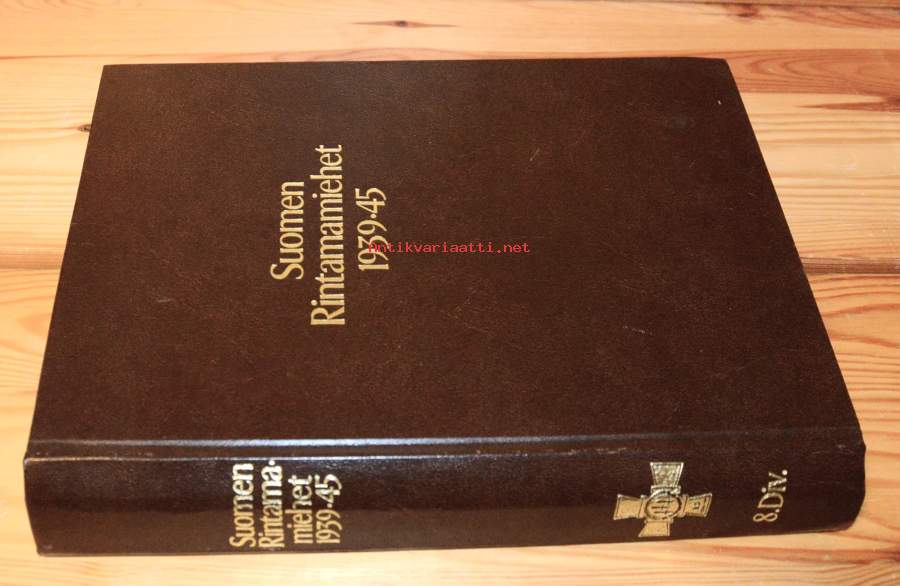 Suomen
Rintamamiehet
1939-45
Antikvariaatti.net
Suomen
Rintama-
miehet
1939-45
8.Div.